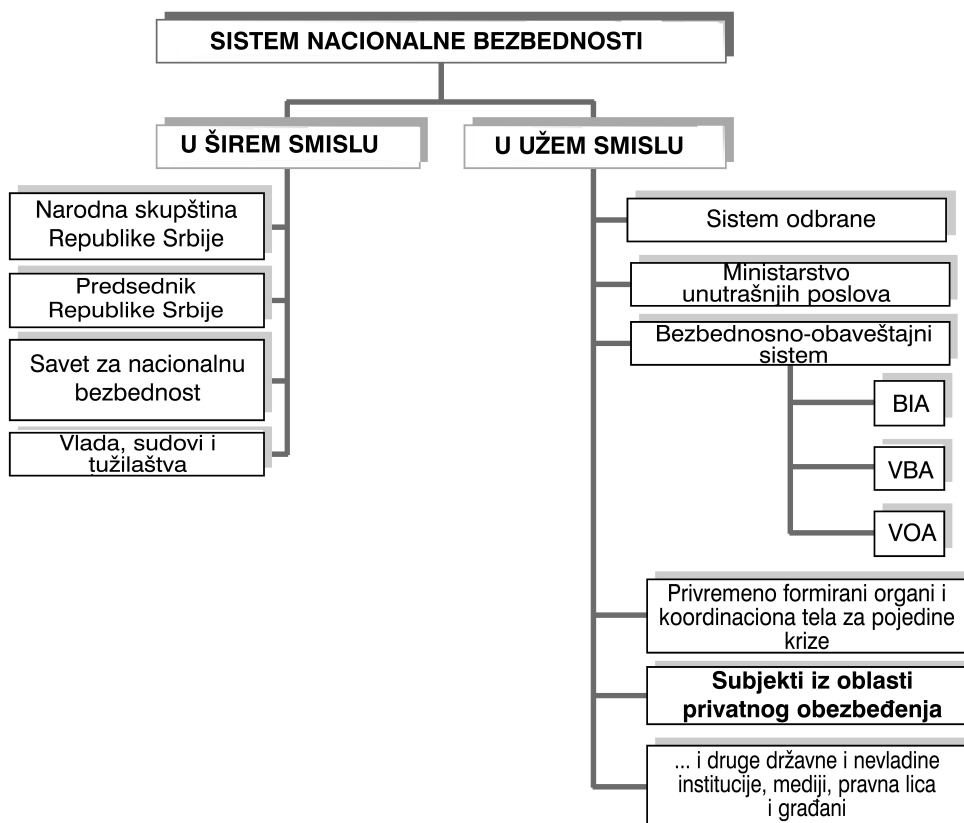 SISTEM NACIONALNE BEZBEDNOSTI
U ŠIREM SMISLU
Narodna skupština
Republike Srbije
Predsednik
Republike Srbije
Savet za nacionalnu
bezbednost
Vlada, sudovi i
tužilaštva
U UŽEM SMISLU
Sistem odbrane
Ministarstvo
unutrašnjih poslova
Bezbednosno-obaveštajni
sistem
BIA
VBA
VOA
Privremeno formirani organi i
koordinaciona tela za pojedine
krize
Subjekti iz oblasti
privatnog obezbeđenja
... i druge državne i nevladine
institucije, mediji, pravna lica
i građani